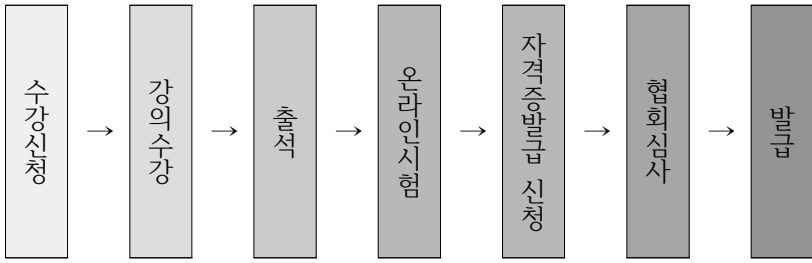 수강신청
→
강의수강
→
출석
→
온라인시험
→
자격증발급 신청
→
협회심사
→
발급